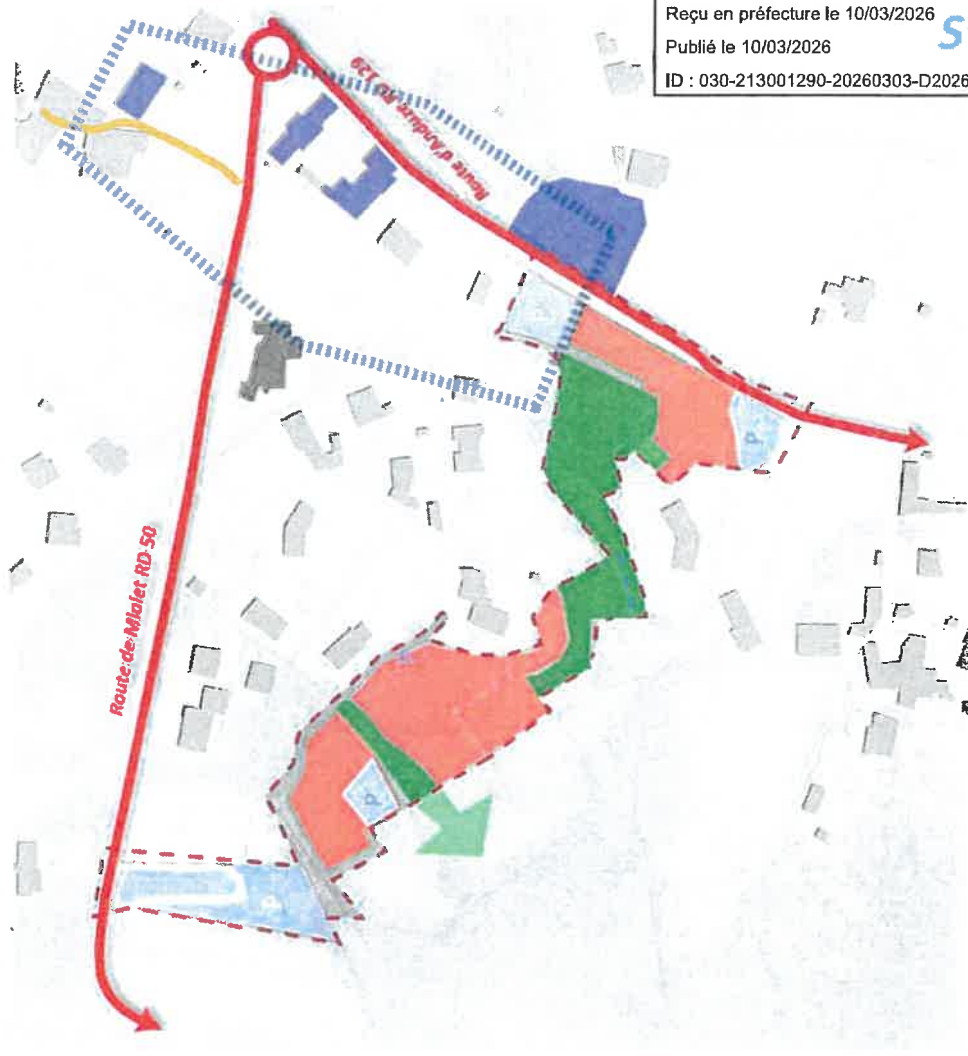 Reçu en préfecture le 10/03/2026
Publié le 10/03/2026
ID : 030-213001290-20260303-D2026
S
Route d'Anduze RD 129
P
P
Route de Mialet RD 50
P
P